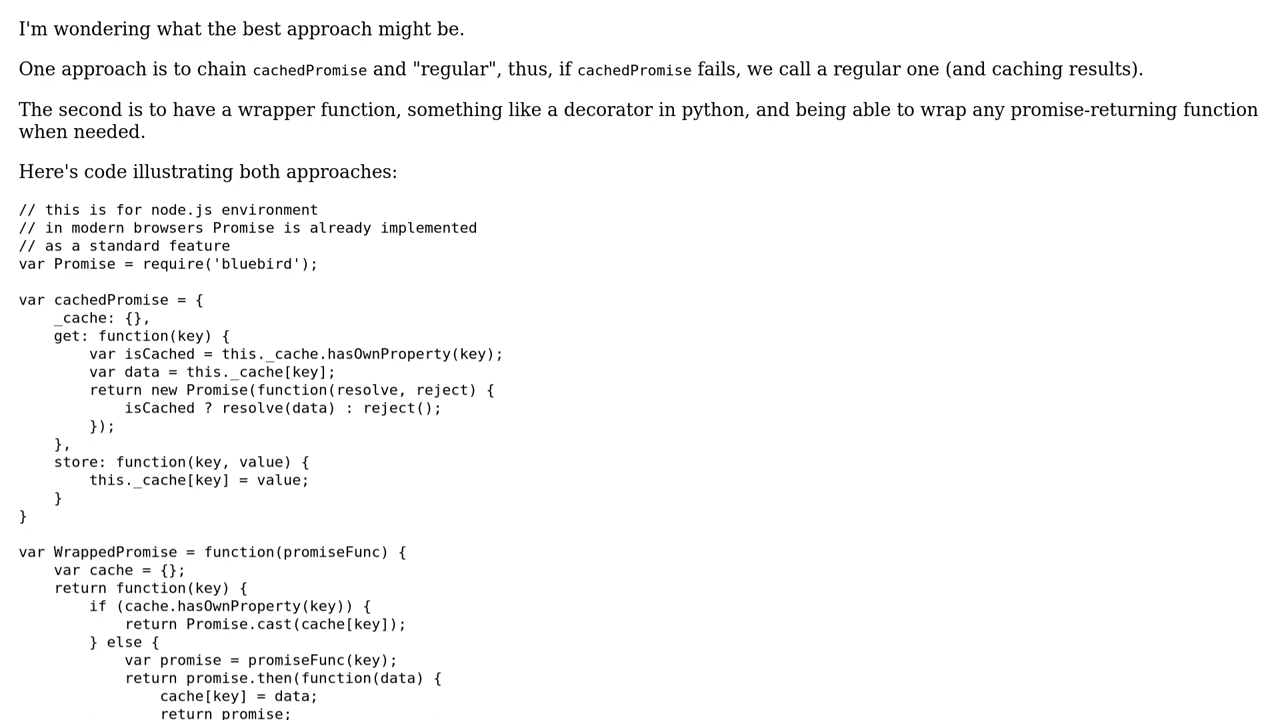 I'm wondering what the best approach might be.
One approach is to chain cachedPromise and "regular", thus, if cachedPromise fails, we call a regular one (and caching results).
The second is to have a wrapper function, something like a decorator in python, and being able to wrap any promise-returning function
when needed.
Here's code illustrating both approaches:
// this is for node.js environment
// in modern browsers Promise is already implemented
// as a standard feature
var Promise = require('bluebird');
var cachedPromise = {
    _cache: {},
    get: function(key) {
        var isCached = this._cache.hasOwnProperty(key);
        var data = this._cache[key];
        return new Promise(function(resolve, reject) {
            isCached ? resolve(data) : reject();
        });
    },
    store: function(key, value) {
        this._cache[key] = value;
    }
}
var WrappedPromise = function(promiseFunc) {
    var cache = {};
    return function(key) {
        if (cache.hasOwnProperty(key)) {
            return Promise.cast(cache[key]);
        } else {
            var promise = promiseFunc(key);
            return promise.then(function(data) {
                cache[key] = data;
                return promise;